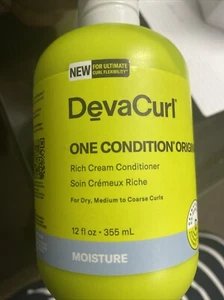 NEW FOR ULTIMATE
CURL FLEXIBILITY*
DevaCurl®
ONE CONDITION®
Rich Cream Conditioner
Soin Crémeux Riche
For Dry, Medium to Coarse Curls
12 fl oz • 355 mL
MOISTURE